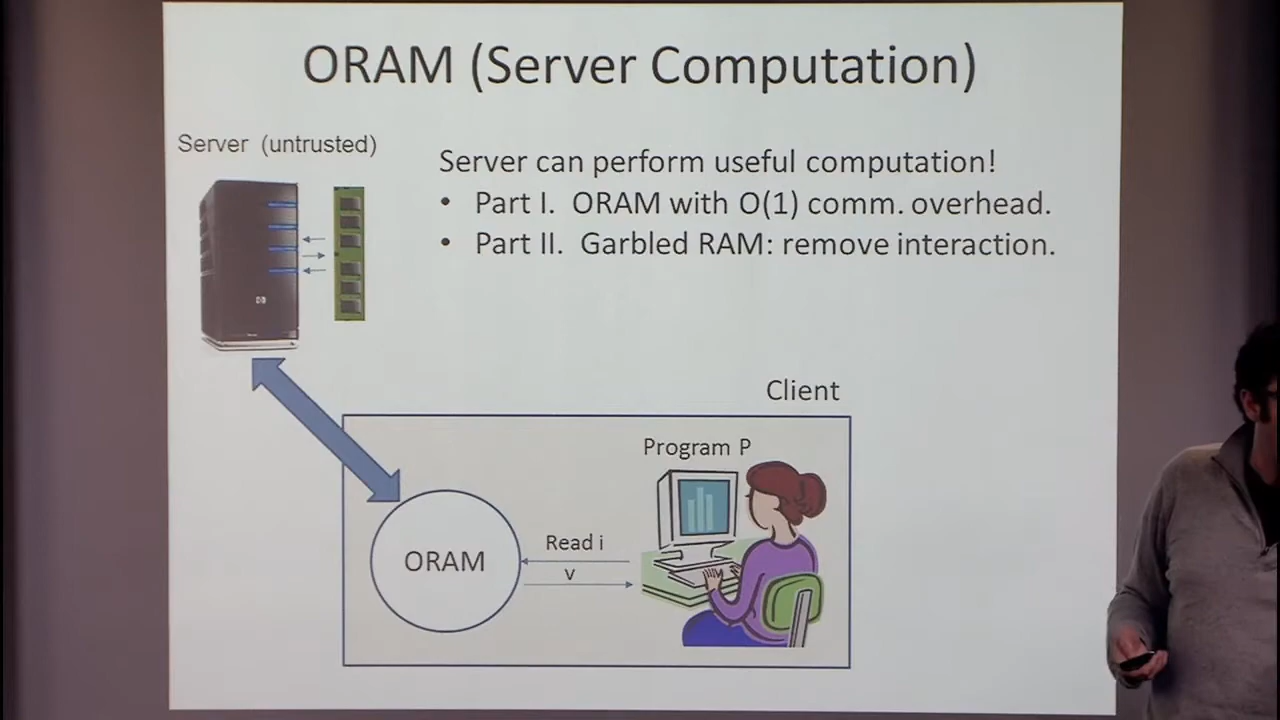 ORAM (Server Computation)
Server (untrusted)
Server can perform useful computation!
• Part I. ORAM with O(1) comm. overhead.
• Part II. Garbled RAM: remove interaction.
Client
Program P
ORAM
Read i
v